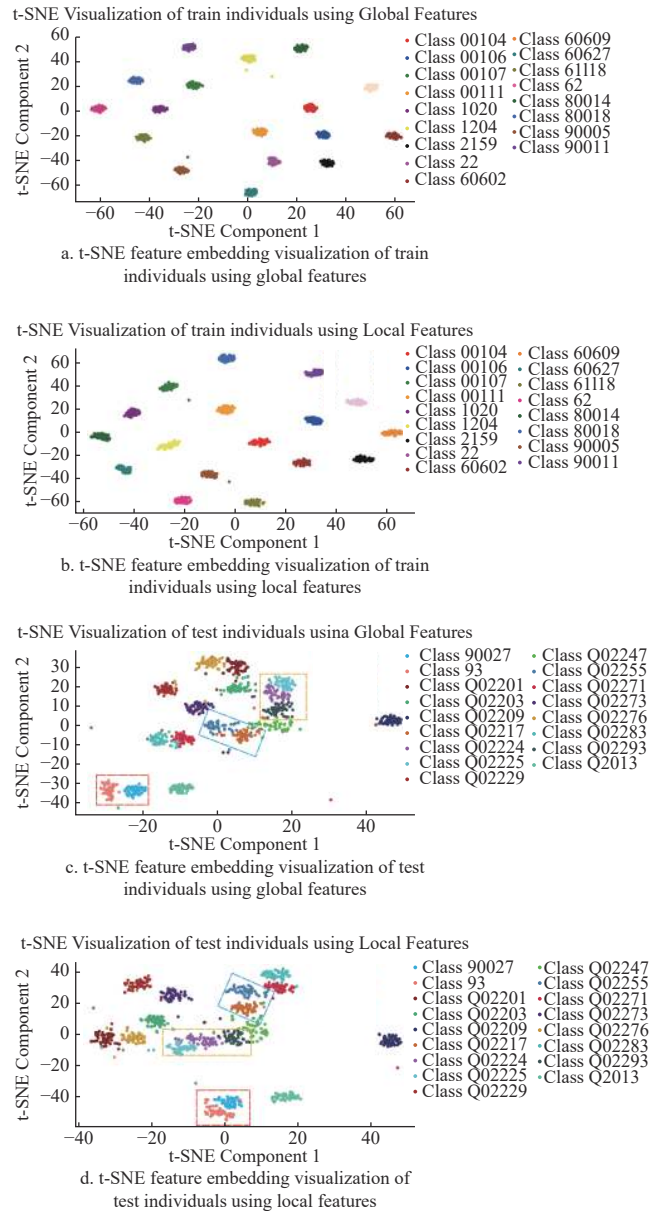 t-SNE Visualization of train individuals using Global Features
t-SNE Component 2
60
40
20
0
−20
−40
−60
−60 −40 −20 0 20 40 60
t-SNE Component 1
Class 00104
Class 00106
Class 00107
Class 00111
Class 1020
Class 1204
Class 2159
Class 22
Class 60602
Class 60609
Class 60627
Class 61118
Class 62
Class 80014
Class 80018
Class 90005
Class 90011
a. t-SNE feature embedding visualization of train
individuals using global features
t-SNE Visualization of train individuals using Local Features
t-SNE Component 2
60
40
20
0
−20
−40
−60
−60 −40 −20 0 20 40 60
t-SNE Component 1
Class 00104
Class 00106
Class 00107
Class 00111
Class 1020
Class 1204
Class 2159
Class 22
Class 60602
Class 60609
Class 60627
Class 61118
Class 62
Class 80014
Class 80018
Class 90005
Class 90011
b. t-SNE feature embedding visualization of train
individuals using local features
t-SNE Visualization of test individuals usina Global Features
t-SNE Component 2
30
20
10
0
−10
−20
−30
−40
−20 0 20 40
t-SNE Component 1
Class 90027
Class 93
Class Q02201
Class Q02203
Class Q02209
Class Q02217
Class Q02224
Class Q02225
Class Q02229
Class Q02247
Class Q02255
Class Q02271
Class Q02273
Class Q02276
Class Q02283
Class Q02293
Class Q2013
c. t-SNE feature embedding visualization of test
individuals using global features
t-SNE Visualization of test individuals using Local Features
t-SNE Component 2
40
20
0
−20
−40
−40 −20 0 20 40
t-SNE Component 1
Class 90027
Class 93
Class Q02201
Class Q02203
Class Q02209
Class Q02217
Class Q02224
Class Q02225
Class Q02229
Class Q02247
Class Q02255
Class Q02271
Class Q02273
Class Q02276
Class Q02283
Class Q02293
Class Q2013
d. t-SNE feature embedding visualization of
test individuals using local features